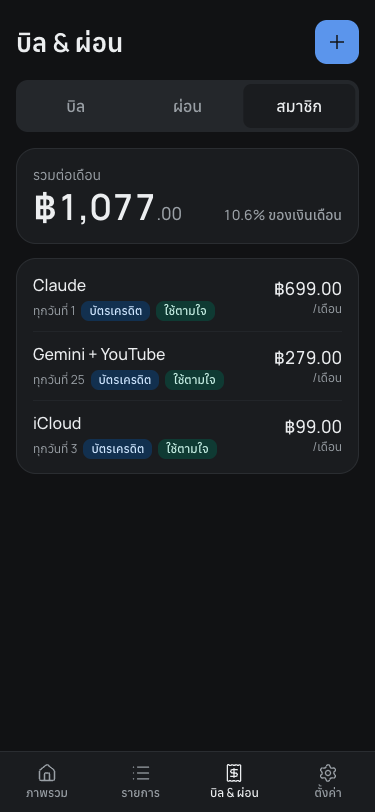 บิล & ผ่อน
บิล
ผ่อน
สมาชิก
รวมต่อเดือน
฿1,077.00
10.6% ของเงินเดือน
Claude
฿699.00
ทุกวันที่ 1 บัตรเครดิต ใช้ตามใจ
/เดือน
Gemini + YouTube
฿279.00
ทุกวันที่ 25 บัตรเครดิต ใช้ตามใจ
/เดือน
iCloud
฿99.00
ทุกวันที่ 3 บัตรเครดิต ใช้ตามใจ
/เดือน
ภาพรวม
รายการ
บิล & ผ่อน
ตั้งค่า